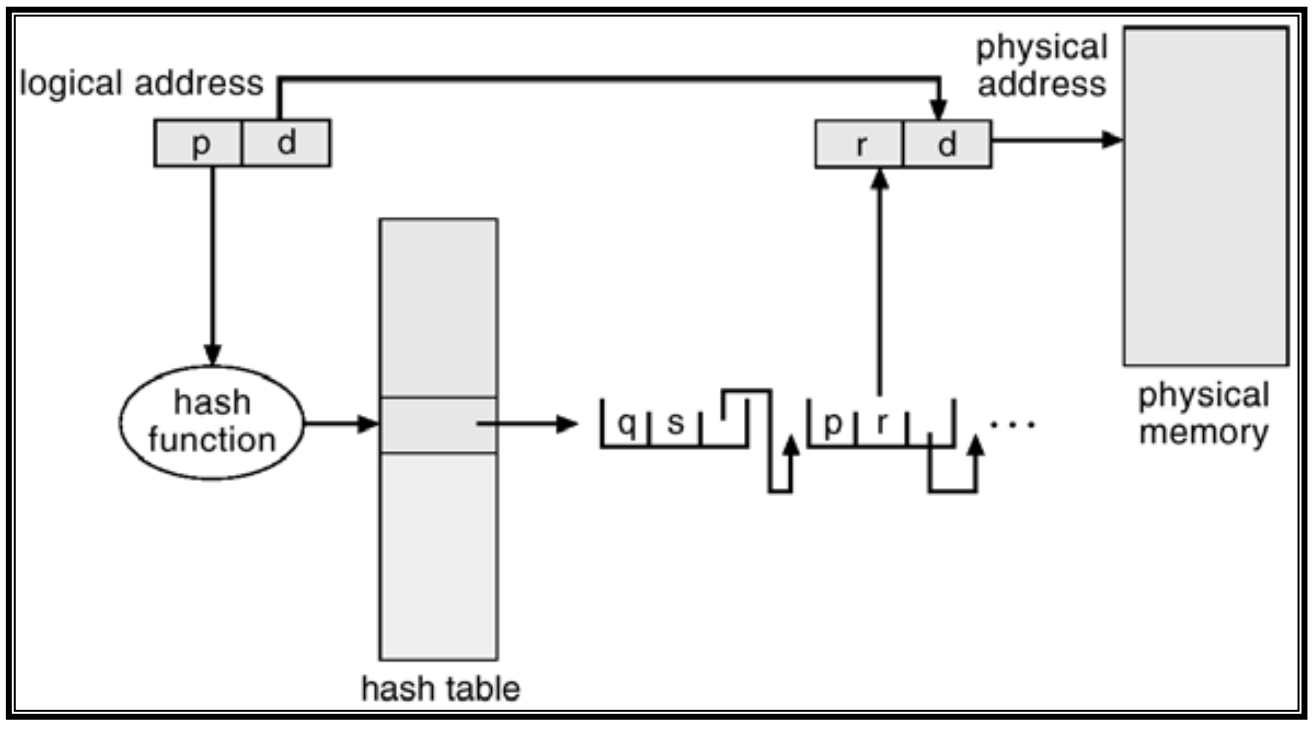 logical address
p d
r d
physical
address
hash
function
q s
p r
...
hash table
physical
memory